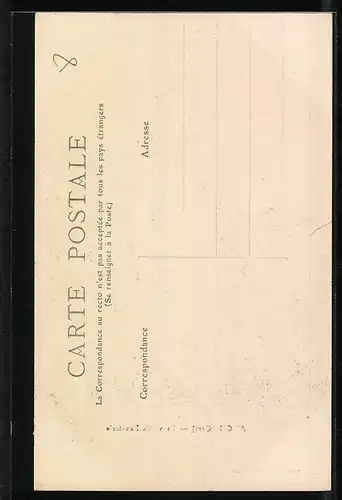 8
CARTE POSTALE
La Correspondance au recto n'est pas acceptée par tous les pays étrangers
(Se renseigner à la Poste)
Correspondance
Adresse